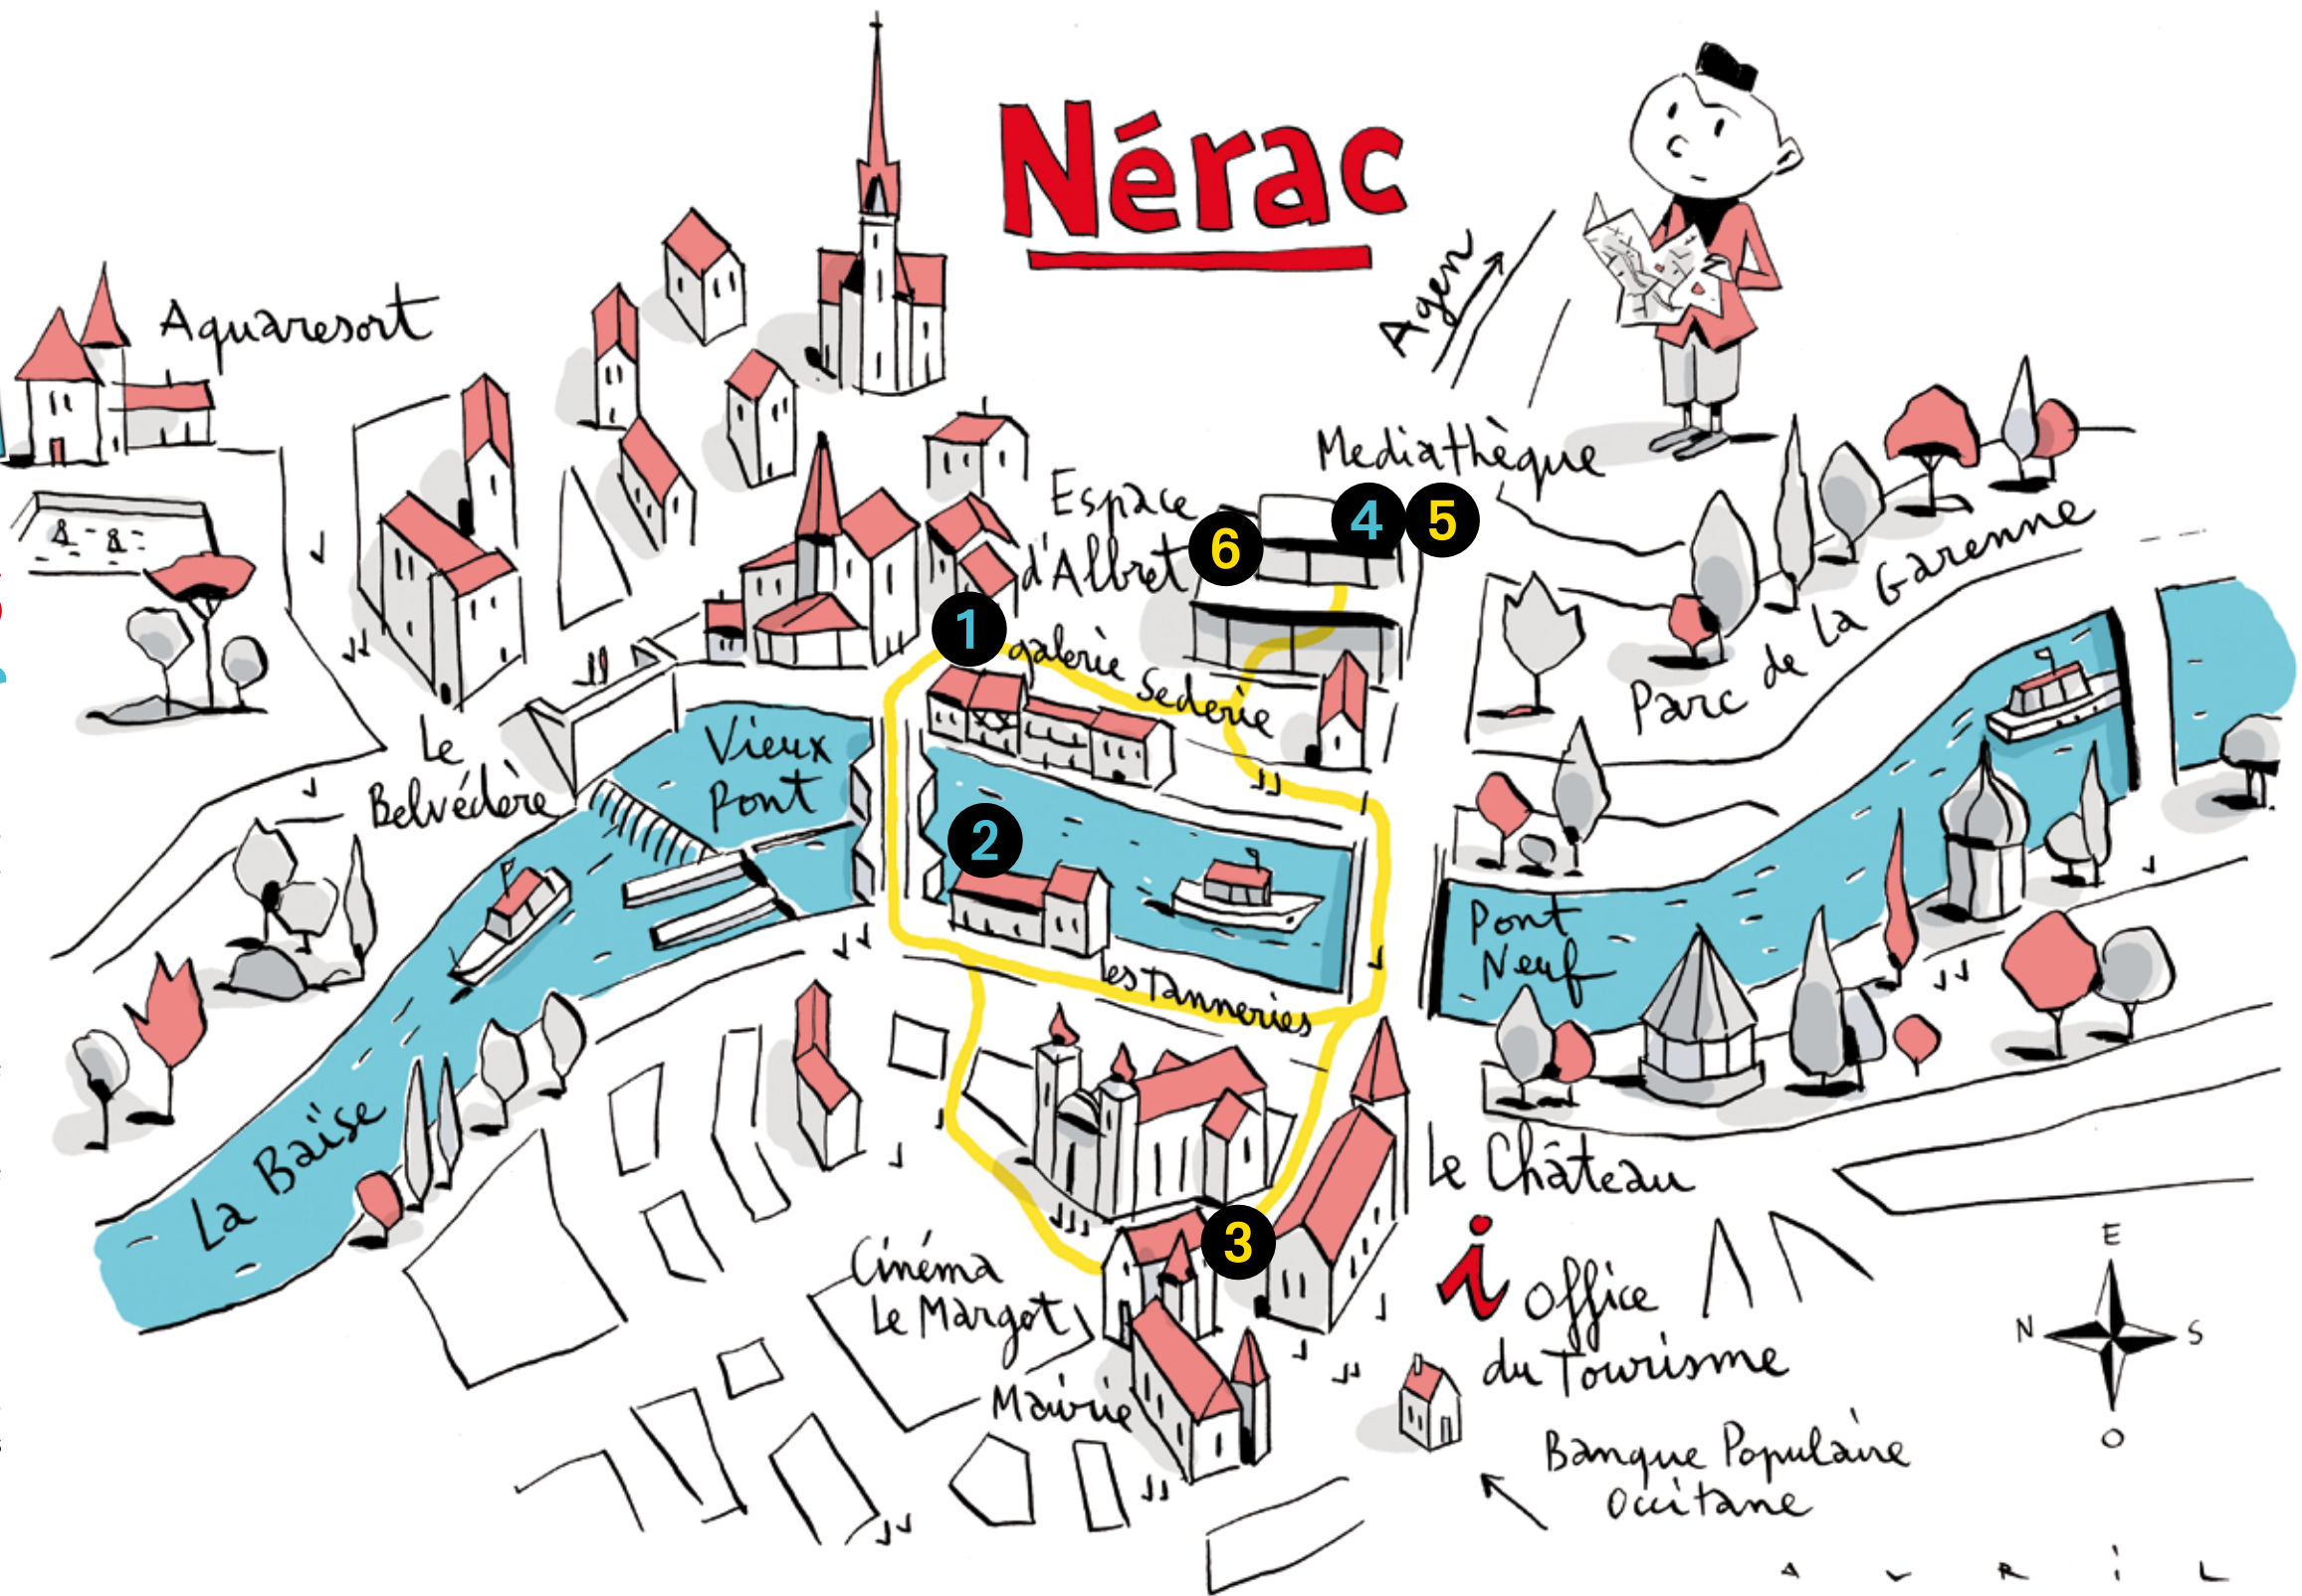 Nérac
Agen
Aquaresort
Mediathèque
Espace
d'Albret
4
5
6
1
galerie Sederie
Parc de La Garenne
Le
Belvédère
Vieux
Pont
2
Pont
Neuf
les Tanneries
La Baïse
Le Château
3
Cinéma
Le Margot
i Office
du Tourisme
Mairie
Banque Populaire
Occitane
E
N
S
O
AVRIL